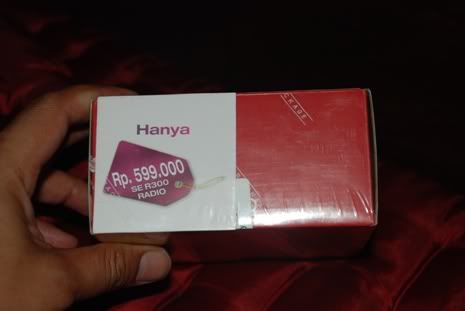 Hanya
Rp. 599.000
SE R300
RADIO